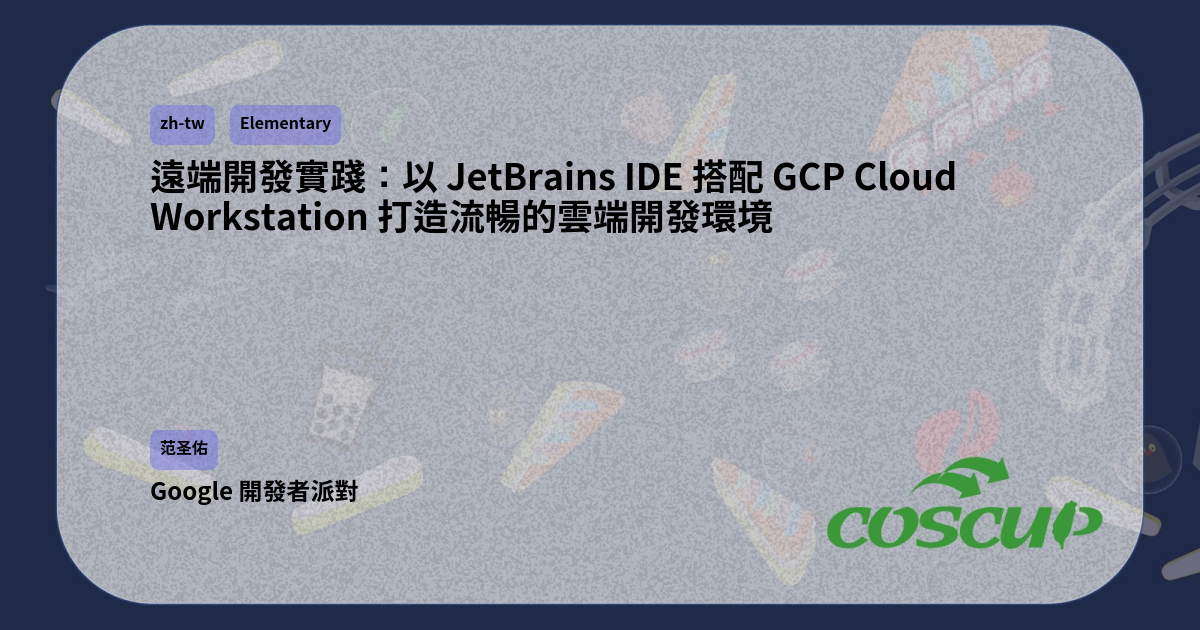 zh-tw Elementary
遠端開發實踐：以 JetBrains IDE 搭配 GCP Cloud
Workstation 打造流暢的雲端開發環境
范圣佑
Google 開發者派對
COSCUP